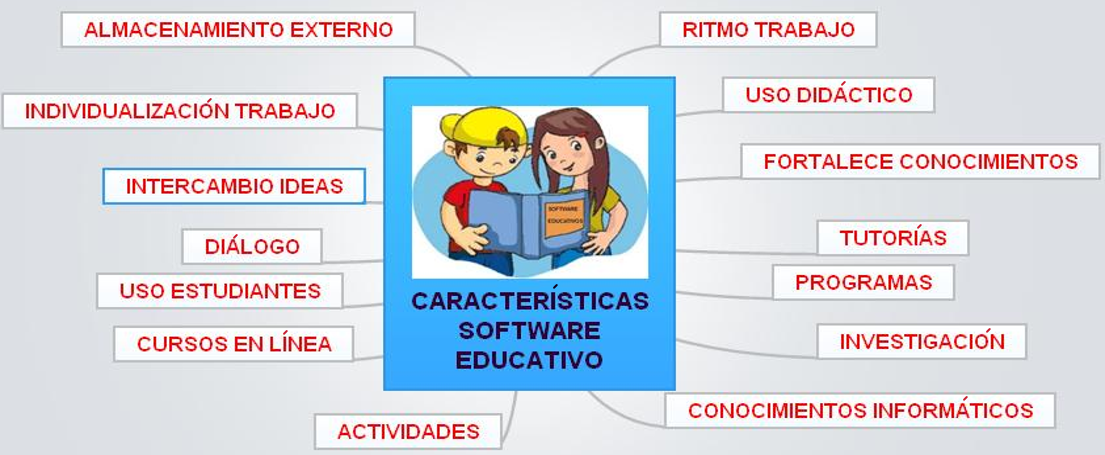 ALMACENAMIENTO EXTERNO
RITMO TRABAJO
INDIVIDUALIZACIÓN TRABAJO
USO DIDÁCTICO
INTERCAMBIO IDEAS
FORTALECE CONOCIMIENTOS
DIÁLOGO
TUTORÍAS
USO ESTUDIANTES
PROGRAMAS
CURSOS EN LÍNEA
INVESTIGACIÓN
ACTIVIDADES
CONOCIMIENTOS INFORMÁTICOS
SOFTWARE
EDUCATIVOS
CARACTERÍSTICAS
SOFTWARE
EDUCATIVO